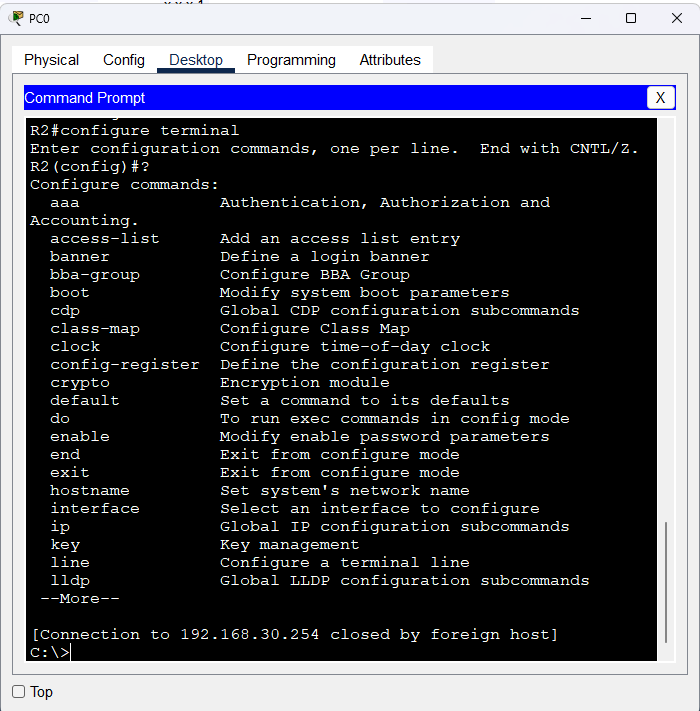 PC0
Physical Config Desktop Programming Attributes
Command Prompt X
R2#configure terminal
Enter configuration commands, one per line.  End with CNTL/Z.
R2(config)#?
Configure commands:
  aaa              Authentication, Authorization and
Accounting.
  access-list      Add an access list entry
  banner           Define a login banner
  bba-group        Configure BBA Group
  boot             Modify system boot parameters
  cdp              Global CDP configuration subcommands
  class-map        Configure Class Map
  clock            Configure time-of-day clock
  config-register  Define the configuration register
  crypto           Encryption module
  default          Set a command to its defaults
  do               To run exec commands in config mode
  enable           Modify enable password parameters
  end              Exit from configure mode
  exit             Exit from configure mode
  hostname         Set system's network name
  interface        Select an interface to configure
  ip               Global IP configuration subcommands
  key              Key management
  line             Configure a terminal line
  lldp             Global LLDP configuration subcommands
 --More--
[Connection to 192.168.30.254 closed by foreign host]
C:\>
Top